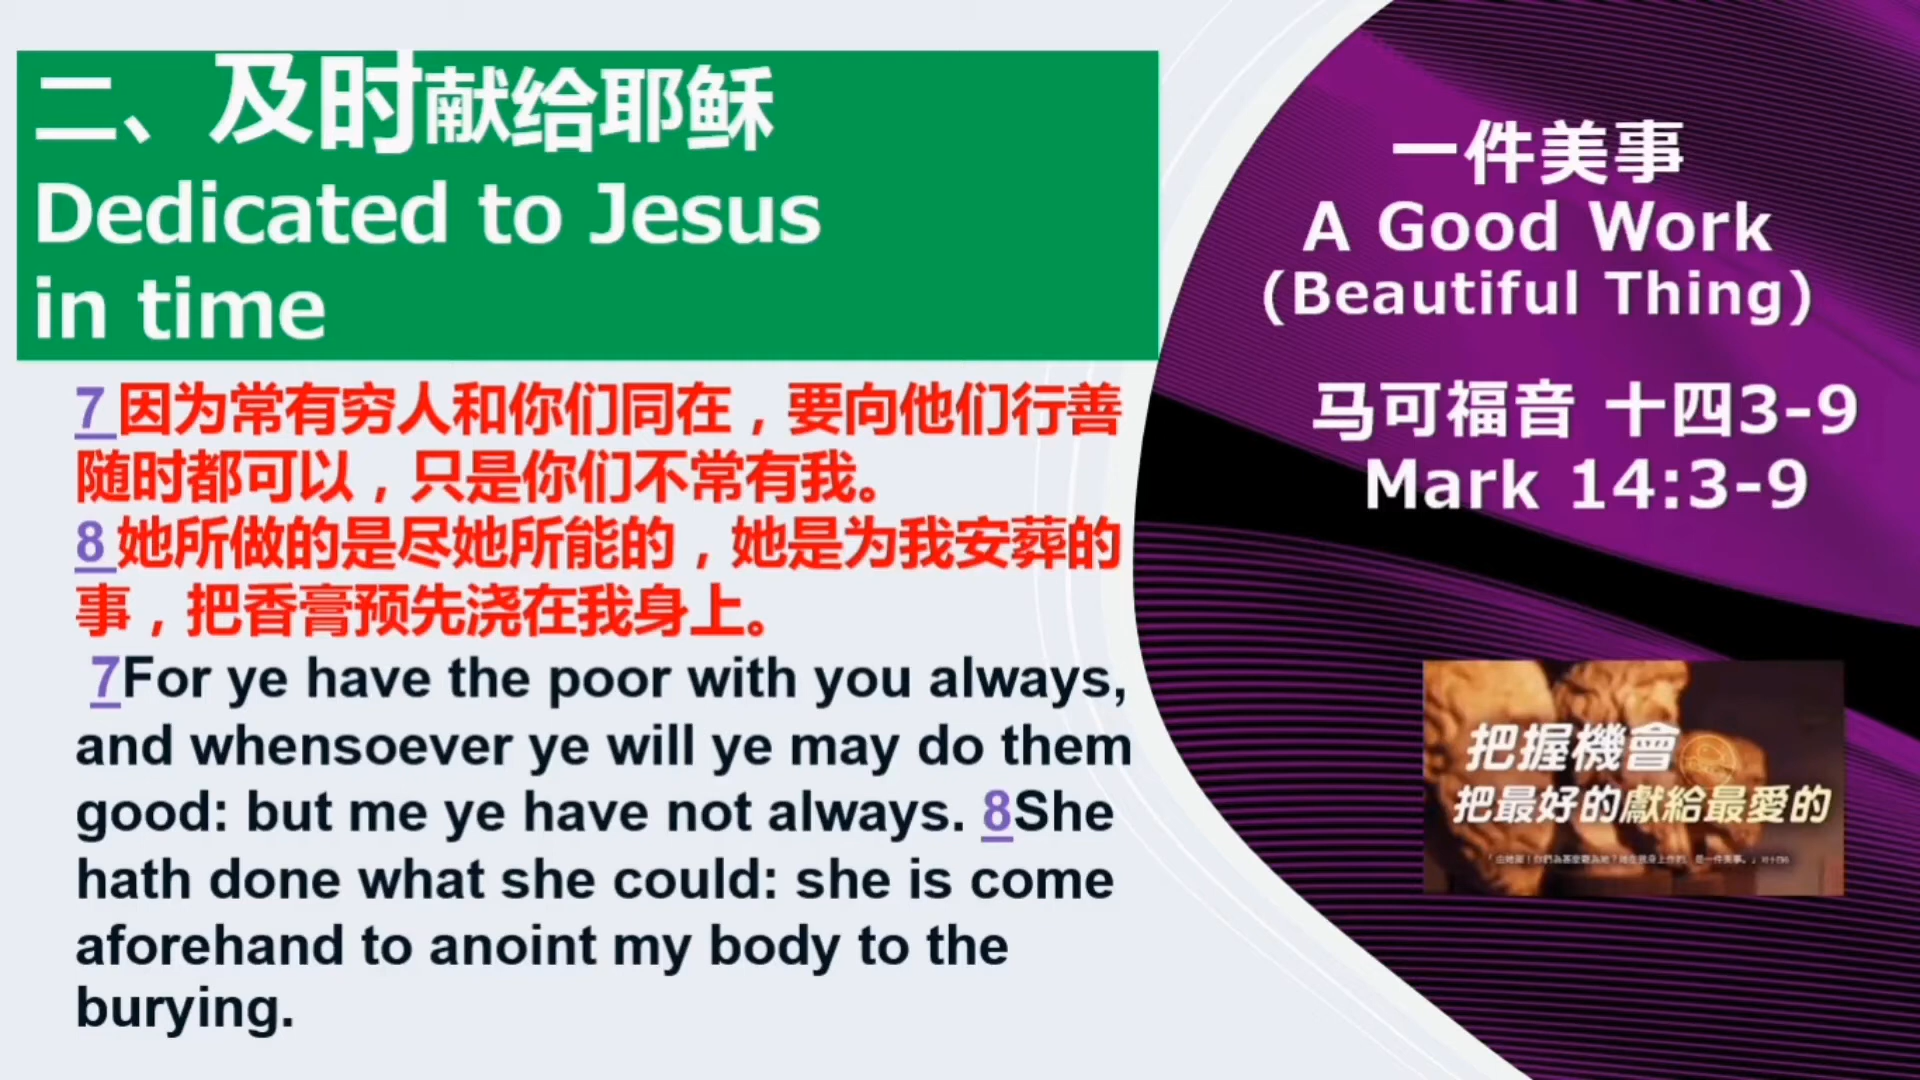 二、及时献给耶稣
Dedicated to Jesus
in time
7 因为常有穷人和你们同在，要向他们行善
随时都可以，只是你们不常有我。
8 她所做的是尽她所能的，她是为我安葬的
事，把香膏预先浇在我身上。
7For ye have the poor with you always,
and whensoever ye will ye may do them
good: but me ye have not always. 8She
hath done what she could: she is come
aforehand to anoint my body to the
burying.
一件美事
A Good Work
(Beautiful Thing)
马可福音 十四3-9
Mark 14:3-9
把握機會
把最好的獻給最愛的